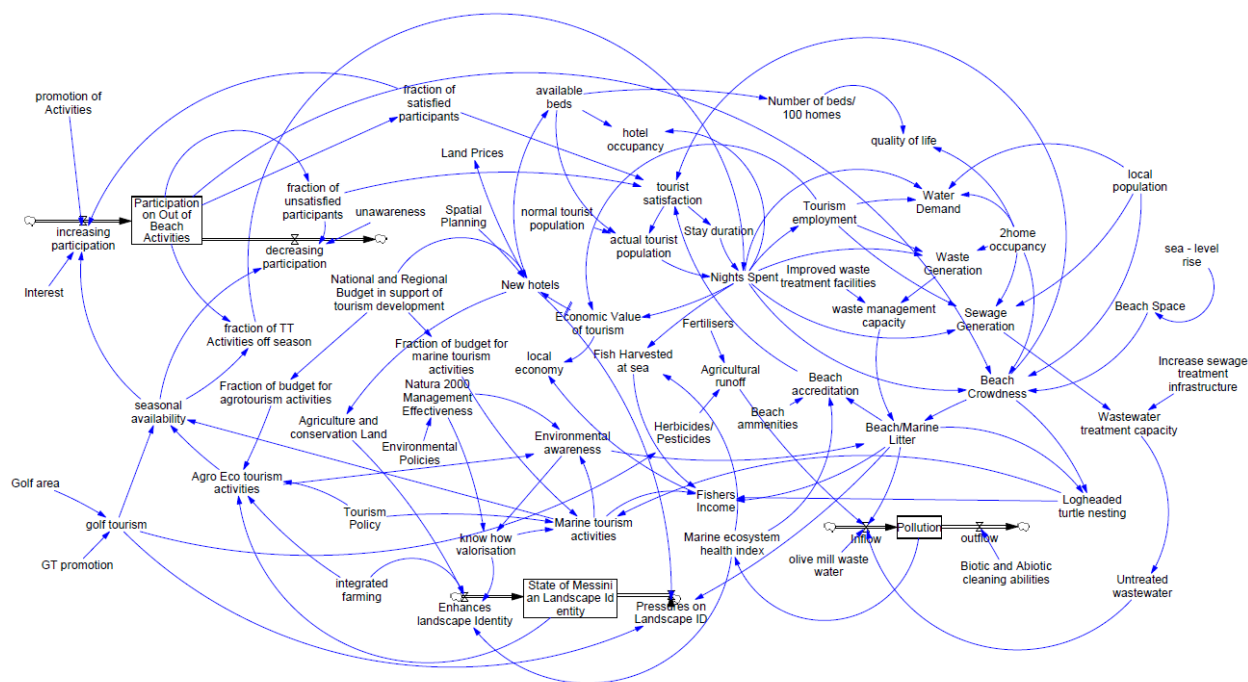 promotion of
Activities
fraction of
satisfied
participants
available
beds
Number of beds/
100 homes
hotel
occupancy
quality of life
Land Prices
local
population
Participation
on Out of
Beach
Activities
increasing
participation
fraction of
unsatisfied
participants
unawareness
decreasing
participation
Spatial
Planning
normal tourist
population
tourist
satisfaction
actual tourist
population
Stay duration
Tourism
employment
Water
Demand
2home
occupancy
Waste
Generation
sea - level
rise
Interest
National and Regional
Budget in support of
tourism development
New hotels
Nights Spent
Improved waste
treatment facilities
waste management
capacity
Sewage
Generation
Beach Space
Economic Value
of tourism
Fertilisers
fraction of TT
Activities off season
Fraction of budget for
marine tourism
activities
local
economy
Fish Harvested
at sea
Agricultural
runoff
Beach
accreditation
Beach
Crowdness
Increase sewage
treatment
infrastructure
Fraction of budget for
agrotourism activities
Natura 2000
Management
Effectiveness
seasonal
availability
Agriculture and
conservation Land
Environmental
Policies
Environmental
awareness
Herbicides/
Pesticides
Beach
ammenities
Beach/Marine
Litter
Wastewater
treatment capacity
Golf area
Agro Eco tourism
activities
Tourism
Policy
Fishers
Income
Logheaded
turtle nesting
golf tourism
know how
valorisation
Marine tourism
activities
Marine ecosystem
health index
Inflow
Pollution
outflow
GT promotion
integrated
farming
olive mill waste
water
Biotic and Abiotic
cleaning abilities
Untreated
wastewater
Enhances
landscape Identity
State of Messini
an Landscape Id
entity
Pressures on
Landscape ID